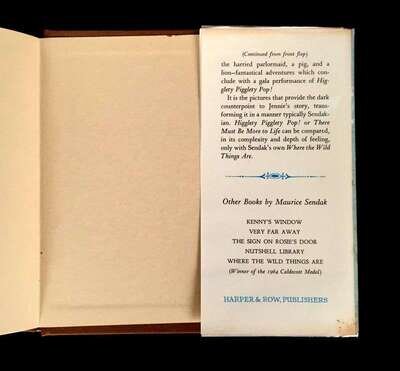 (Continued from front flap)
the harried parlormaid, a pig, and a
lion–fantastical adventures which con-
clude with a gala performance of Hig-
glety Pigglety Pop!
It is the pictures that provide the dark
counterpoint to Jennie's story, trans-
forming it in a manner typically Sendak-
ian. Higglety Pigglety Pop! or There
Must Be More to Life can be compared,
in its complexity and depth of feeling,
only with Sendak's own Where the Wild
Things Are.
Other Books by Maurice Sendak
KENNY'S WINDOW
VERY FAR AWAY
THE SIGN ON ROSIE'S DOOR
NUTSHELL LIBRARY
WHERE THE WILD THINGS ARE
(Winner of the 1964 Caldecott Medal)
HARPER & ROW, PUBLISHERS